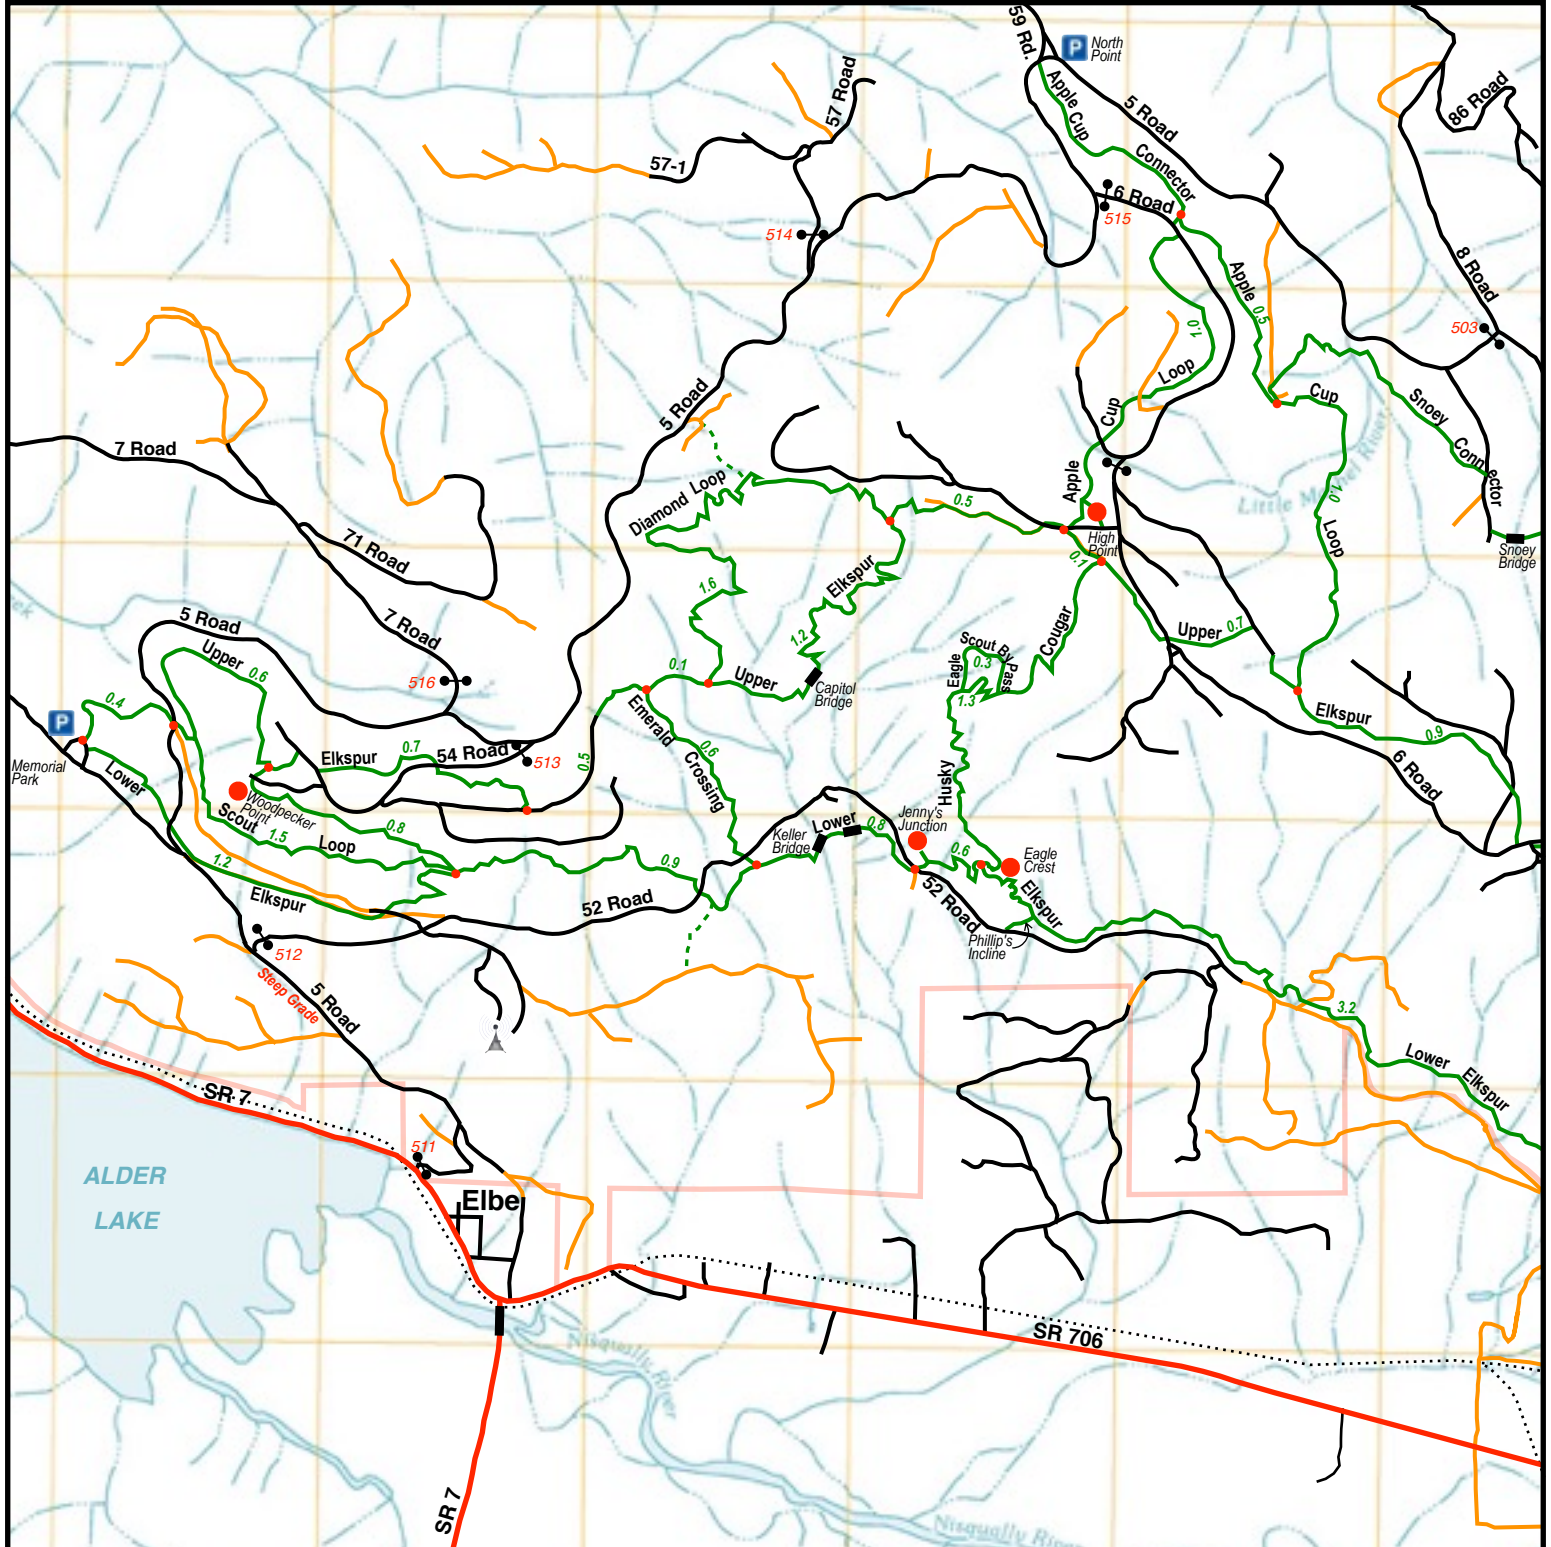 59 Rd.
P
North
Point
Apple Cup
Connector
5 Road
57 Road
57-1
86 Road
6 Road
515
514
8 Road
503
Apple
0.5
1.0
Loop
Cup
5 Road
Cup
Snoey
Connector
7 Road
Apple
Little Mashel River
1.0
Loop
Diamond Loop
0.5
High
Point
0.1
Snoey
Bridge
71 Road
Elkspur
1.6
1.2
5 Road
7 Road
Cougar
Upper
0.7
Scout By
Pass
0.3
Eagle
1.3
Upper
0.6
516
0.1
Upper
Capitol
Bridge
0.4
P
Memorial
Park
Emerald
Crossing
0.6
Elkspur
0.9
Elkspur
0.7
54 Road
513
0.5
6 Road
Lower
Woodpecker
Point
Husky
Scout
1.5
Loop
0.8
Keller
Bridge
Lower
0.8
Jenny's
Junction
0.6
Eagle
Crest
1.2
0.9
Elkspur
52 Road
52 Road
Elkspur
Phillip's
Incline
512
Steep Grade
5 Road
3.2
Lower
Elkspur
SR 7
511
ALDER
LAKE
Elbe
SR 706
Nisqually River
SR 7
Nisqually River